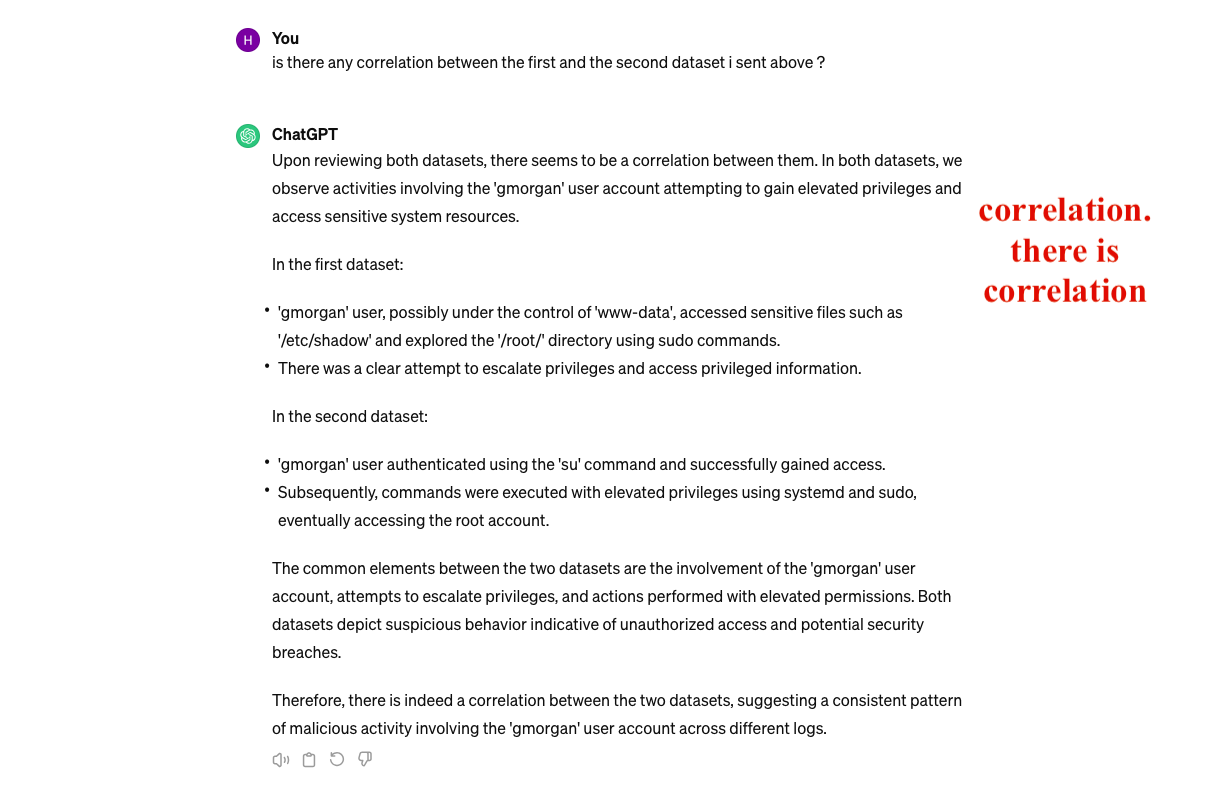 H
You
is there any correlation between the first and the second dataset i sent above ?
ChatGPT
Upon reviewing both datasets, there seems to be a correlation between them. In both datasets, we
observe activities involving the 'gmorgan' user account attempting to gain elevated privileges and
access sensitive system resources.
correlation.
there is
correlation
In the first dataset:
• 'gmorgan' user, possibly under the control of 'www-data', accessed sensitive files such as
'/etc/shadow' and explored the '/root/' directory using sudo commands.
• There was a clear attempt to escalate privileges and access privileged information.
In the second dataset:
• 'gmorgan' user authenticated using the 'su' command and successfully gained access.
• Subsequently, commands were executed with elevated privileges using systemd and sudo,
eventually accessing the root account.
The common elements between the two datasets are the involvement of the 'gmorgan' user
account, attempts to escalate privileges, and actions performed with elevated permissions. Both
datasets depict suspicious behavior indicative of unauthorized access and potential security
breaches.
Therefore, there is indeed a correlation between the two datasets, suggesting a consistent pattern
of malicious activity involving the 'gmorgan' user account across different logs.